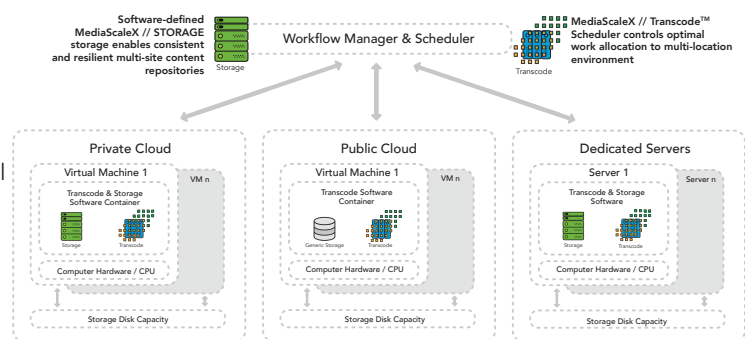 Software-defined
MediaScaleX // STORAGE
storage enables consistent
and resilient multi-site content
repositories
Storage
Workflow Manager & Scheduler
Transcode
MediaScaleX // Transcode™
Scheduler controls optimal
work allocation to multi-location
environment
Private Cloud
Virtual Machine 1
VM n
Transcode & Storage
Software Container
Storage
Transcode
Computer Hardware / CPU
Storage Disk Capacity
Public Cloud
Virtual Machine 1
VM n
Transcode Software
Container
Generic Storage
Transcode
Computer Hardware / CPU
Storage Disk Capacity
Dedicated Servers
Server 1
Server n
Transcode & Storage
Software
Storage
Transcode
Computer Hardware / CPU
Storage Disk Capacity